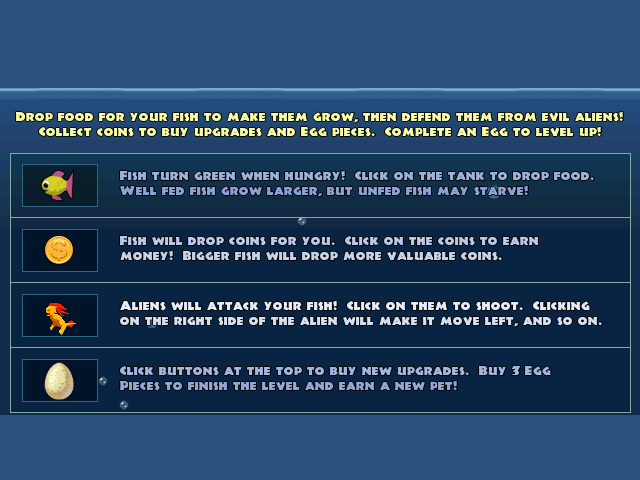 Drop food for your fish to make them grow, then defend them from evil aliens!
Collect coins to buy upgrades and Egg pieces. Complete an Egg to level up!
Fish turn green when hungry! Click on the tank to drop food.
Well fed fish grow larger, but unfed fish may starve!
Fish will drop coins for you. Click on the coins to earn
money! Bigger fish will drop more valuable coins.
Aliens will attack your fish! Click on them to shoot. Clicking
on the right side of the alien will make it move left, and so on.
Click buttons at the top to buy new upgrades. Buy 3 Egg
Pieces to finish the level and earn a new pet!